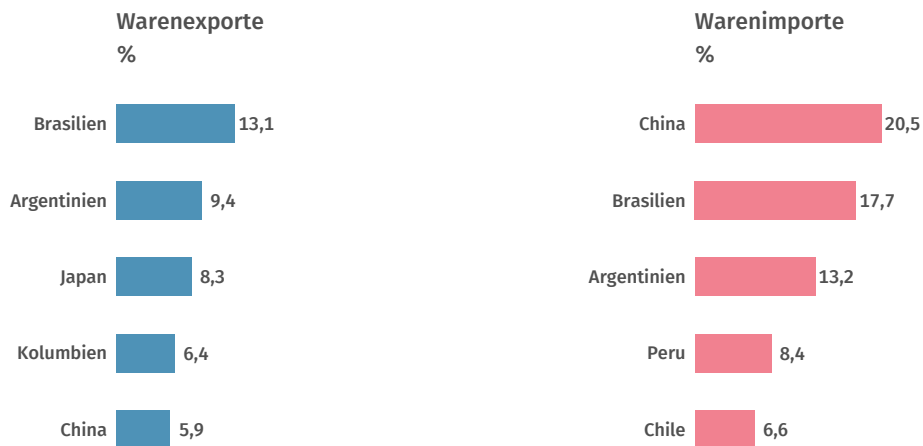 Warenexporte
%
Brasilien 13,1
Argentinien 9,4
Japan 8,3
Kolumbien 6,4
China 5,9
Warenimporte
%
China 20,5
Brasilien 17,7
Argentinien 13,2
Peru 8,4
Chile 6,6